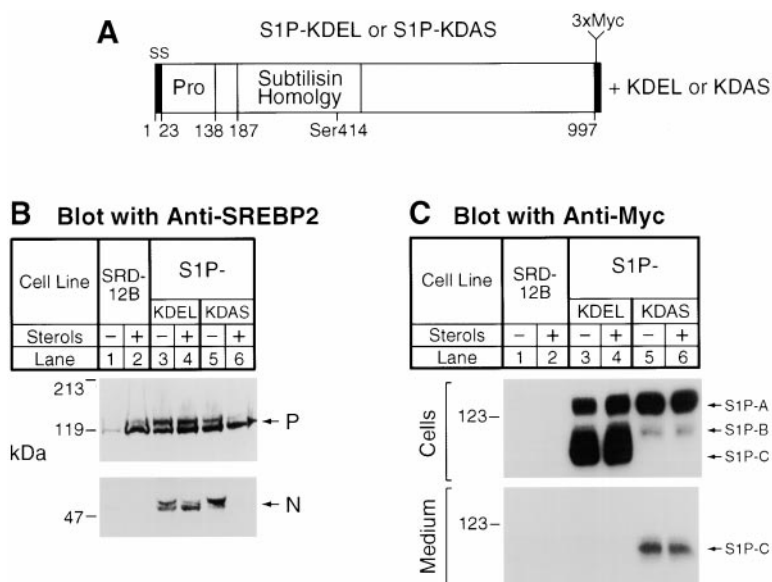 A
S1P-KDEL or S1P-KDAS
3xMyc
SS
Pro
Subtilisin
Homolgy
+ KDEL or KDAS
1 23 138 187 Ser414 997
B Blot with Anti-SREBP2
Cell Line
SRD-
12B
S1P-
KDEL KDAS
Sterols − + − + − +
Lane 1 2 3 4 5 6
213
119
kDa
P
47
N
C Blot with Anti-Myc
Cell Line
SRD-
12B
S1P-
KDEL KDAS
Sterols − + − + − +
Lane 1 2 3 4 5 6
Cells
123
S1P-A
S1P-B
S1P-C
Medium
123
S1P-C